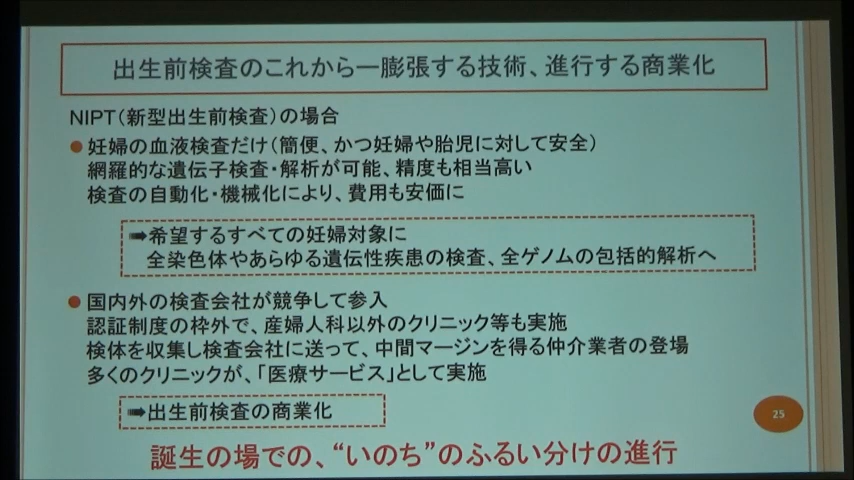 出生前検査のこれから―膨張する技術、進行する商業化
NIPT（新型出生前検査）の場合
●妊婦の血液検査だけ（簡便、かつ妊婦や胎児に対して安全）
網羅的な遺伝子検査・解析が可能、精度も相当高い
検査の自動化・機械化により、費用も安価に
➡希望するすべての妊婦対象に
全染色体やあらゆる遺伝性疾患の検査、全ゲノムの包括的解析へ
●国内外の検査会社が競争して参入
認証制度の枠外で、産婦人科以外のクリニック等も実施
検体を収集し検査会社に送って、中間マージンを得る仲介業者の登場
多くのクリニックが、「医療サービス」として実施
➡出生前検査の商業化
25
誕生の場での、“いのち”のふるい分けの進行